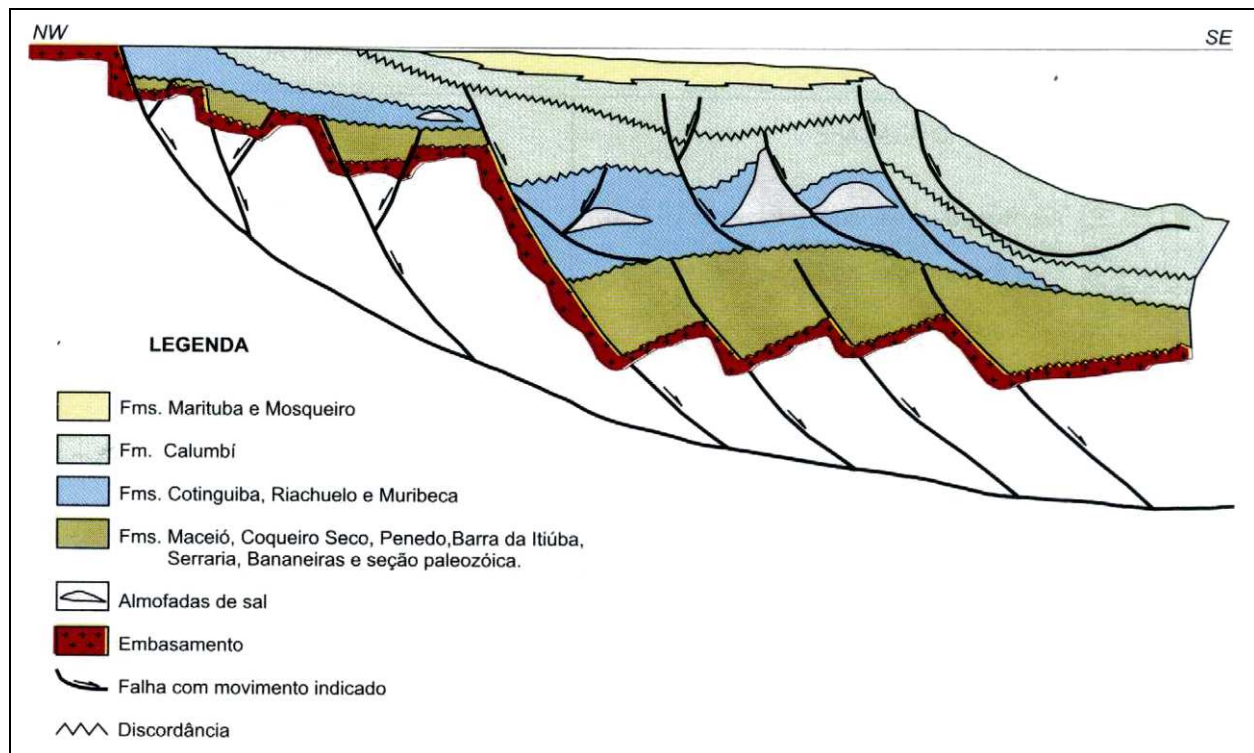 NW
SE
LEGENDA
Fms. Marituba e Mosqueiro
Fm. Calumbí
Fms. Cotinguiba, Riachuelo e Muribeca
Fms. Maceió, Coqueiro Seco, Penedo,Barra da Itiúba,
Serraria, Bananeiras e seção paleozóica.
Almofadas de sal
Embasamento
Falha com movimento indicado
Discordância